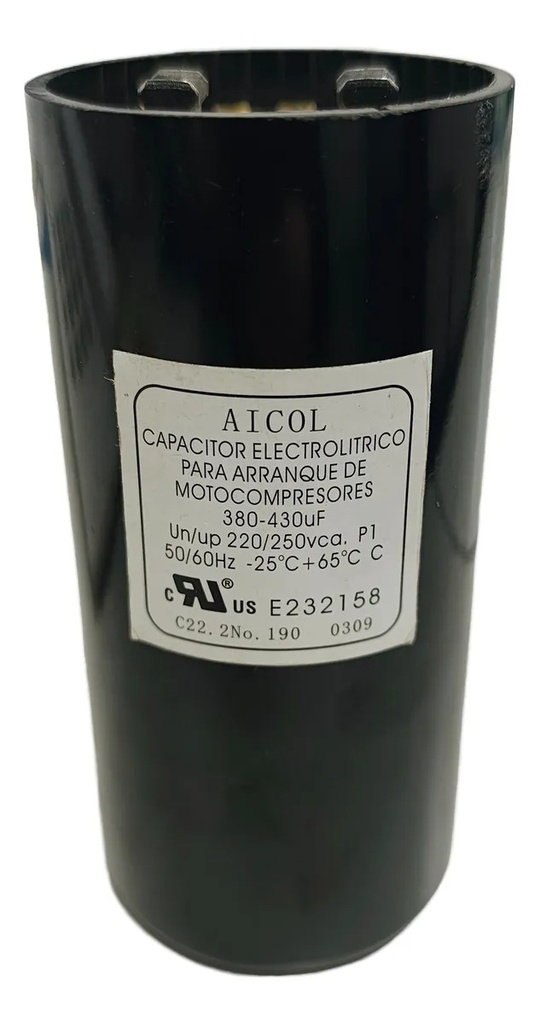 AICOL
CAPACITOR ELECTROLITRICO
PARA ARRANQUE DE
MOTOCOMPRESORES
380-430uF
Un/up 220/250vca. P1
50/60Hz -25°C+65°C C
c RU® US E232158
C22. 2No. 190 0309